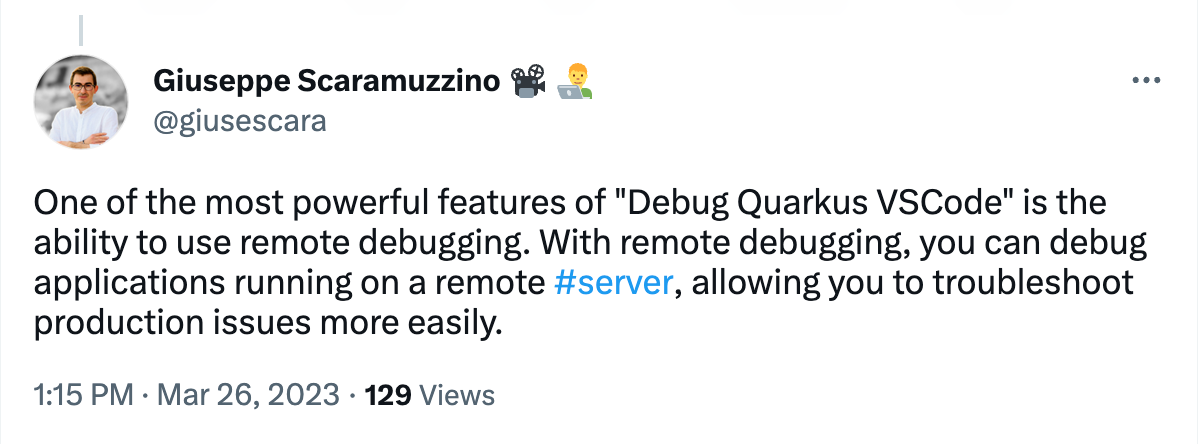 Giuseppe Scaramuzzino 🎥 👨‍💻
@giusescara
One of the most powerful features of "Debug Quarkus VSCode" is the
ability to use remote debugging. With remote debugging, you can debug
applications running on a remote #server, allowing you to troubleshoot
production issues more easily.
1:15 PM · Mar 26, 2023 · 129 Views